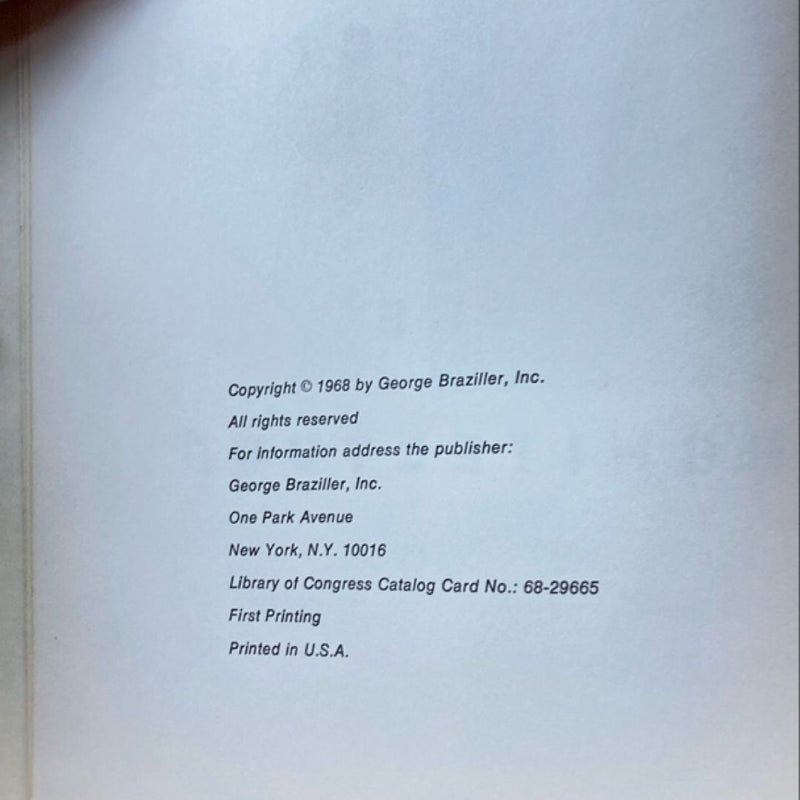 Copyright © 1968 by George Braziller, Inc.
All rights reserved
For information address the publisher:
George Braziller, Inc.
One Park Avenue
New York, N.Y. 10016
Library of Congress Catalog Card No.: 68-29665
First Printing
Printed in U.S.A.